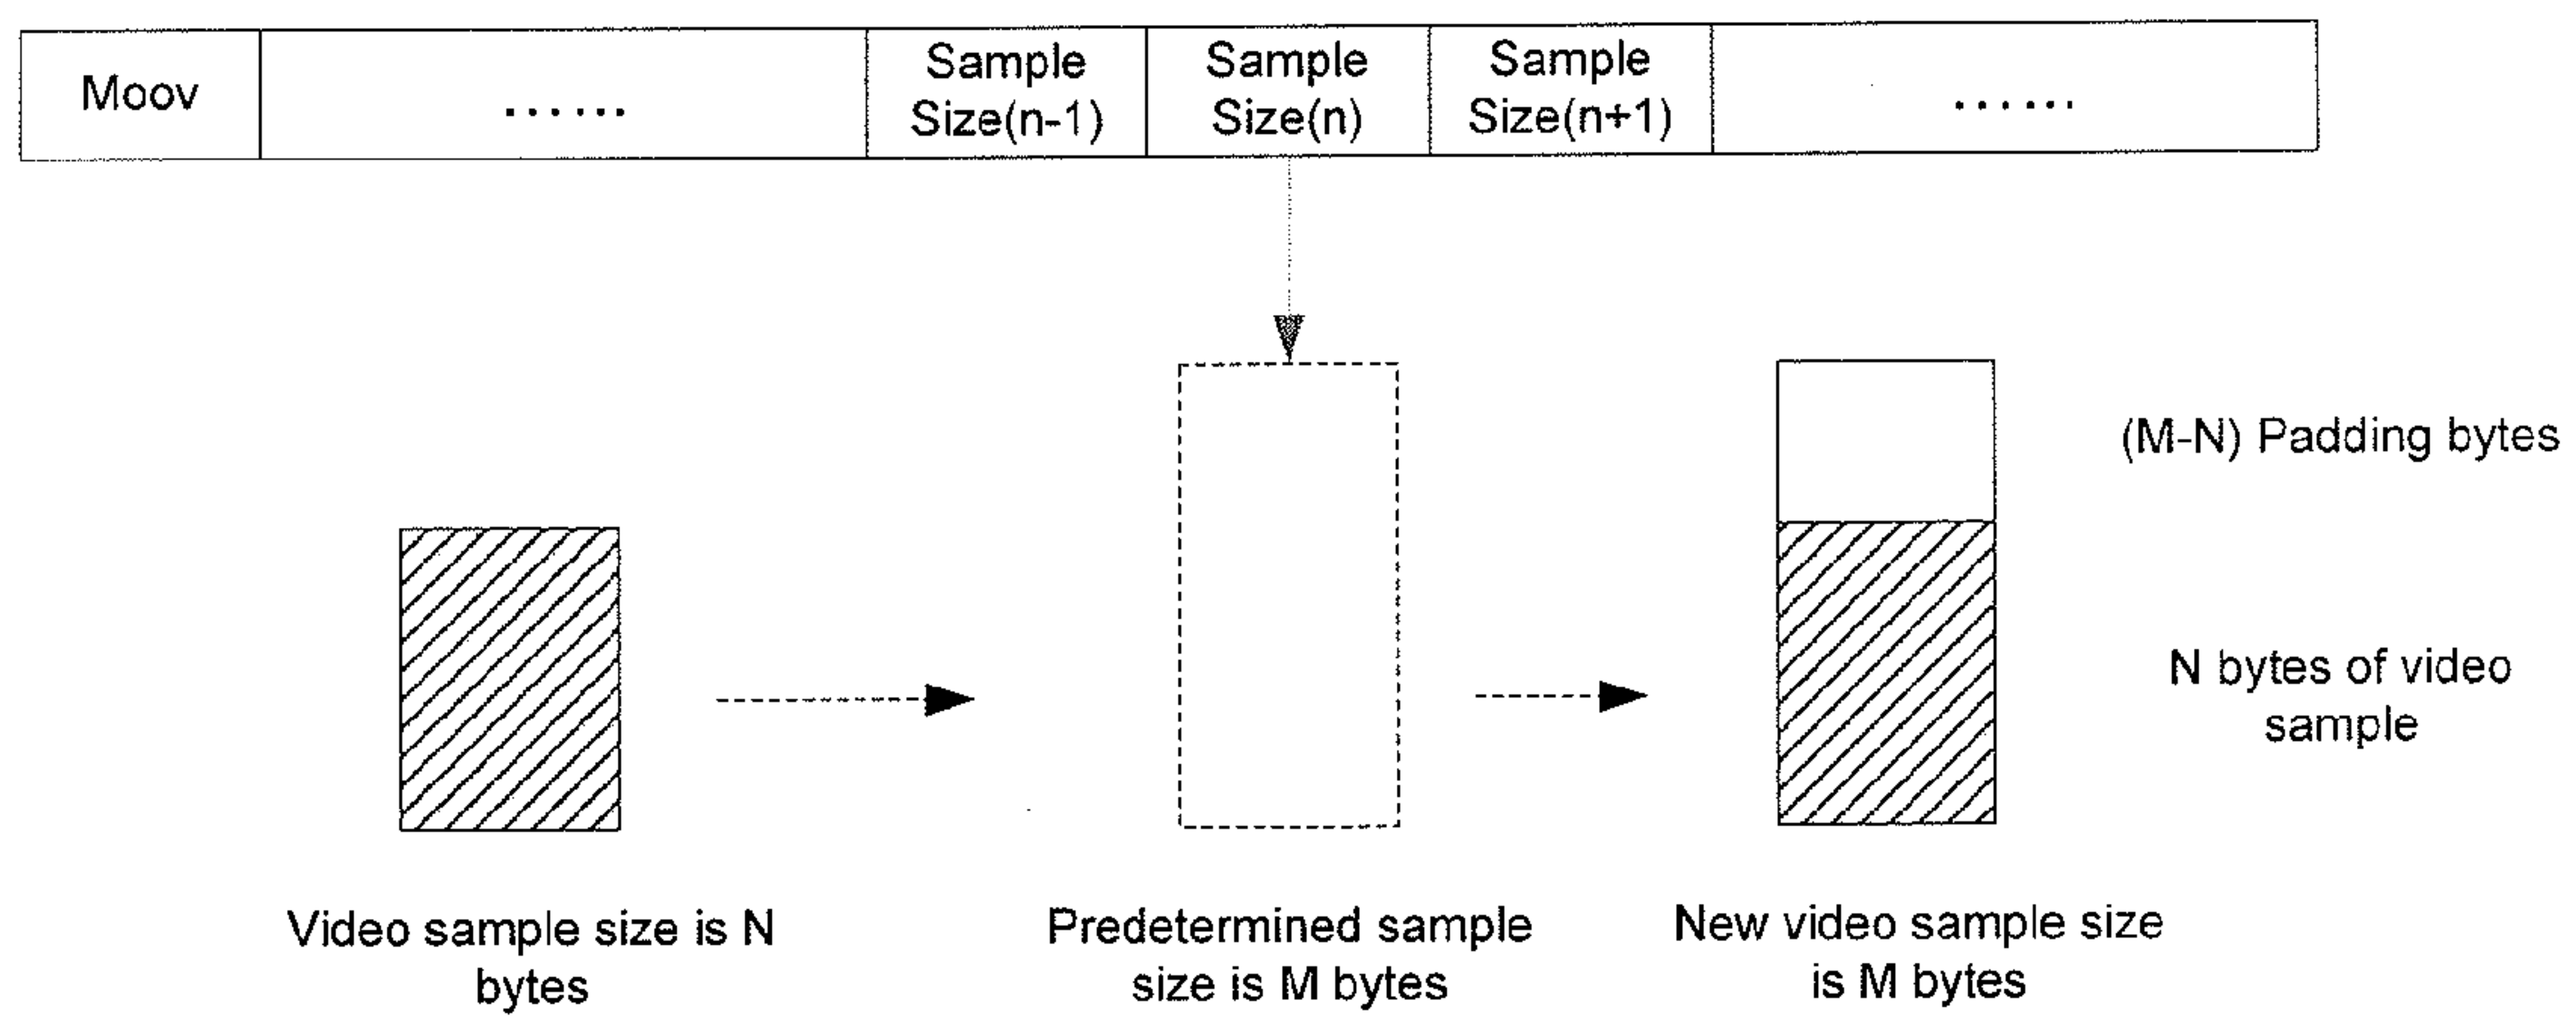 Moov
......
Sample
Size(n-1)
Sample
Size(n)
Sample
Size(n+1)
......
(M-N) Padding bytes
N bytes of video
sample
Video sample size is N
bytes
Predetermined sample
size is M bytes
New video sample size
is M bytes